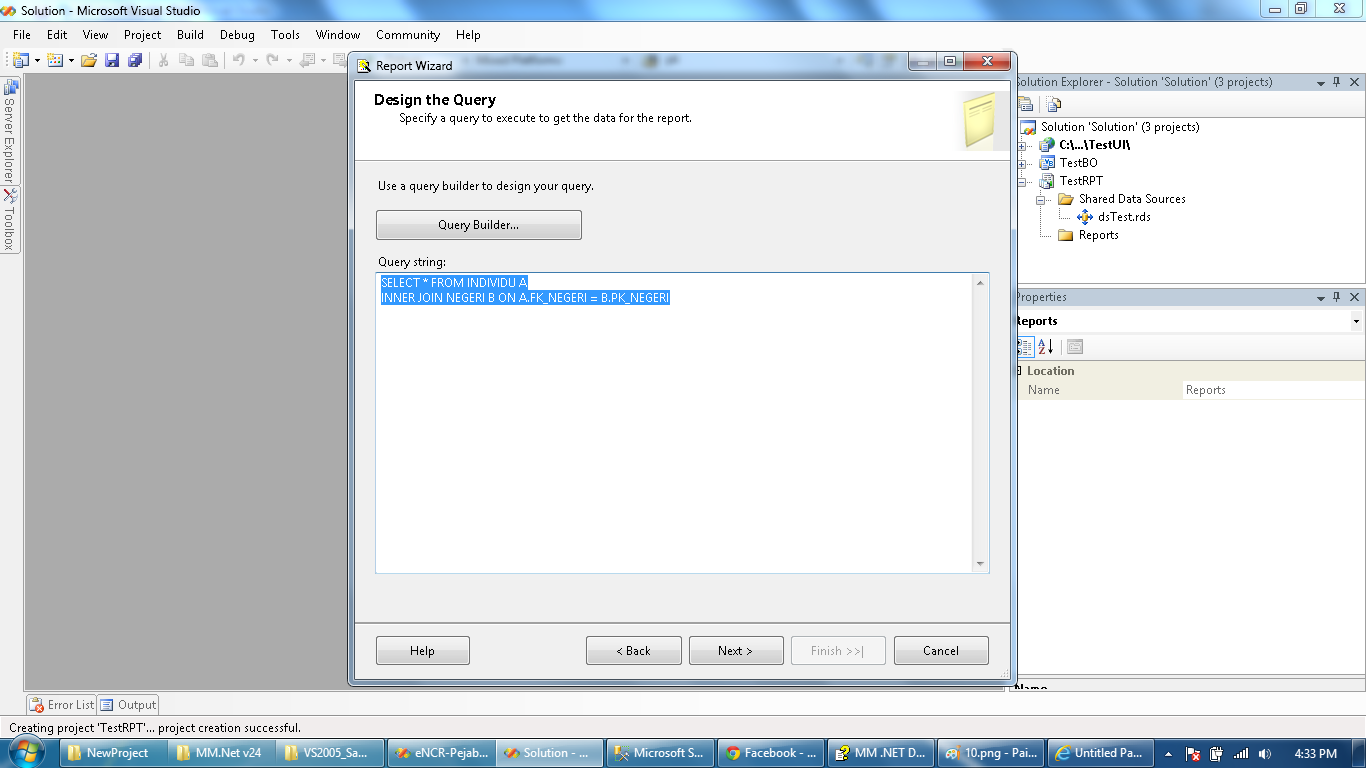 Solution - Microsoft Visual Studio
File Edit View Project Build Debug Tools Window Community Help
Report Wizard
Design the Query
Specify a query to execute to get the data for the report.
Use a query builder to design your query.
Query Builder...
Query string:
SELECT * FROM INDIVIDU A
INNER JOIN NEGERI B ON A.FK_NEGERI = B.PK_NEGERI
Help
< Back
Next >
Finish >>|
Cancel
Server Explorer
Toolbox
Solution Explorer - Solution 'Solution' (3 projects)
Solution 'Solution' (3 projects)
C:\...\TestUI\
TestBO
TestRPT
Shared Data Sources
dsTest.rds
Reports
Properties
Reports
Location
Name Reports
Name
Error List Output
Creating project 'TestRPT'... project creation successful.
NewProject MM.Net v24 VS2005_Sa... eNCR-Pejab... Solution - ... Microsoft S... Facebook - ... MM .NET D... 10.png - Pai... Untitled Pa... 4:33 PM